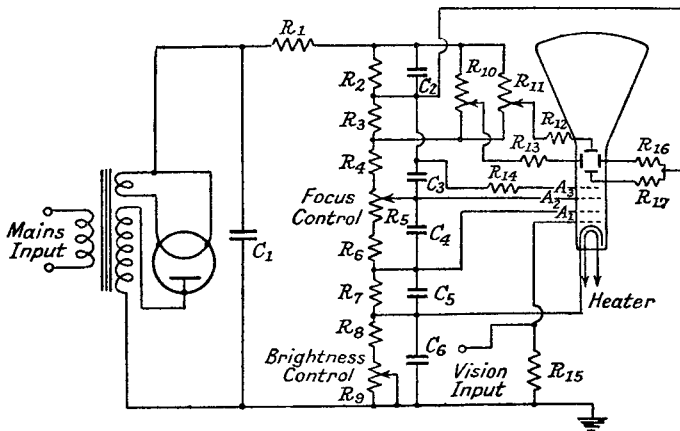 R1
R2
C2
R10
R11
R3
R12
R13
R16
R4
R14
A3
A2
A1
R17
C3
Focus
Control
R5
Mains
Input
C1
C4
R6
R7
C5
Heater
R8
C6
Brightness
Control
R9
Vision
Input
R15